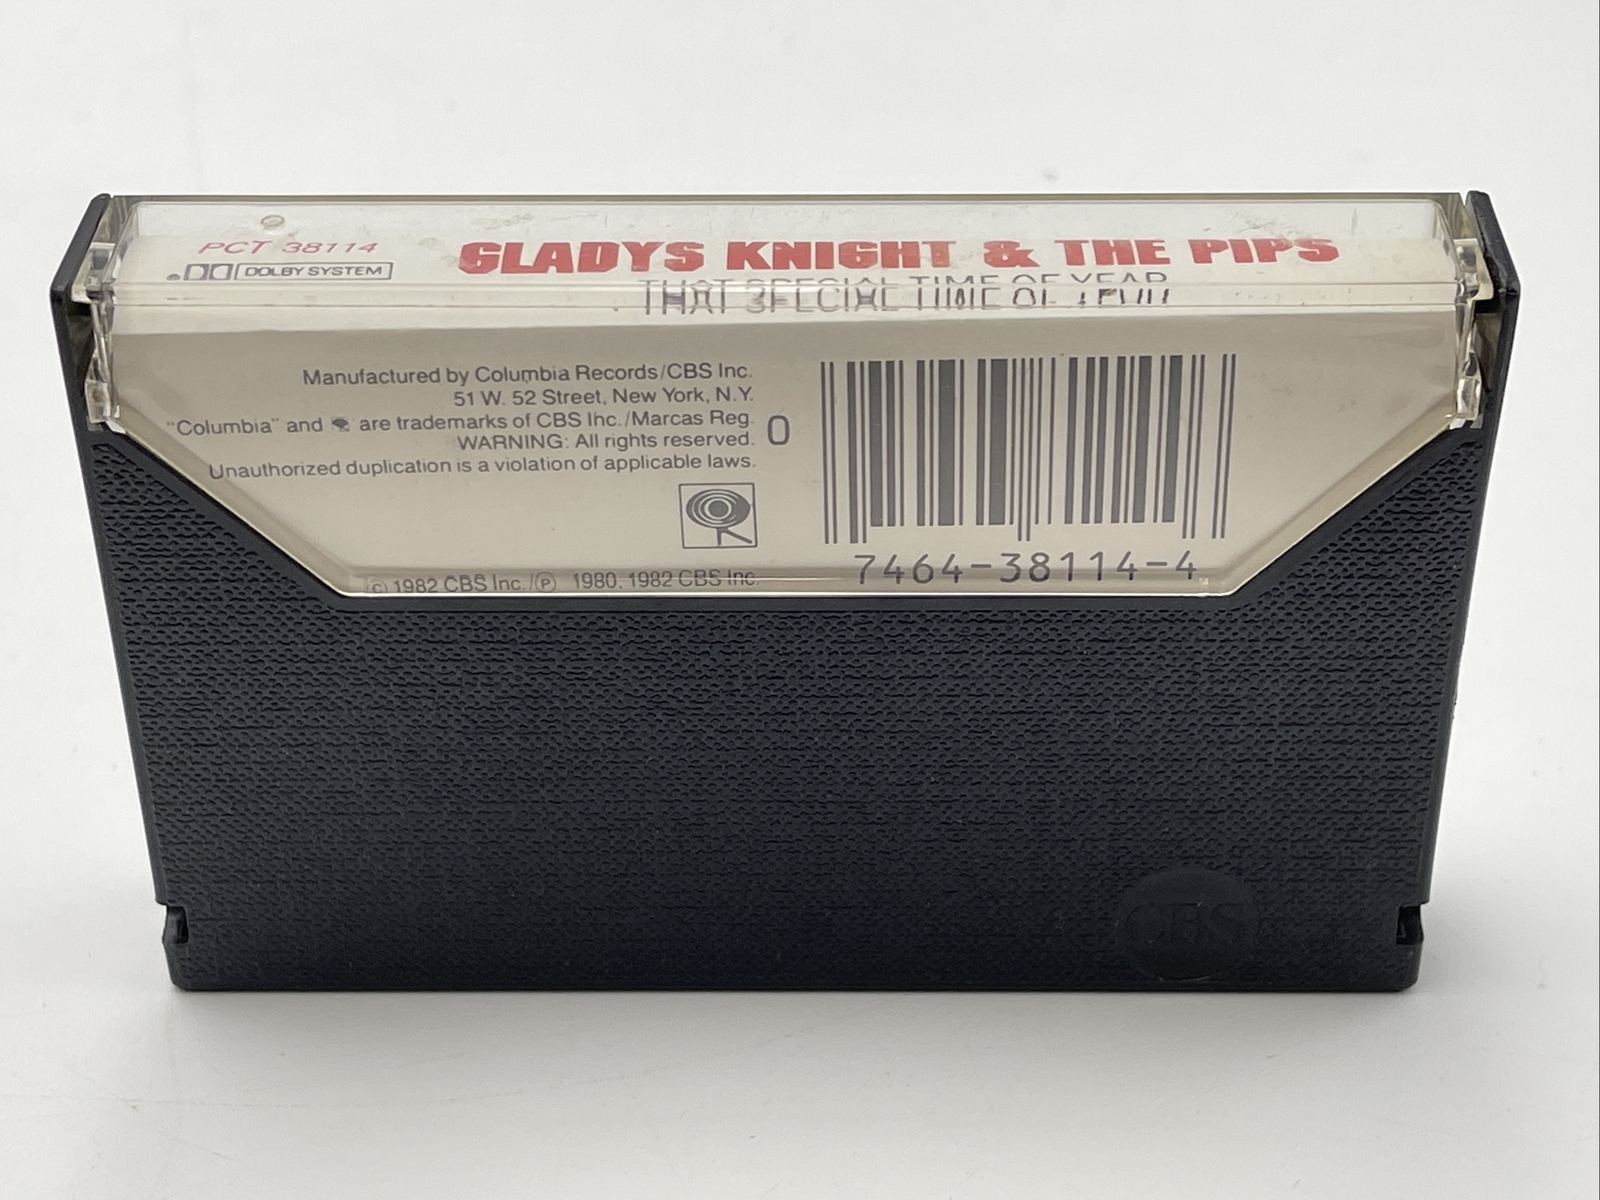 PCT 38114
DOLBY SYSTEM
GLADYS KNIGHT & THE PIPS
THAT SPECIAL TIME OF YEAR
Manufactured by Columbia Records/CBS Inc.
51 W. 52 Street, New York, N.Y.
"Columbia" and are trademarks of CBS Inc./Marcas Reg.
WARNING: All rights reserved.
Unauthorized duplication is a violation of applicable laws.
0
7464-38114-4
© 1982 CBS Inc./℗ 1980, 1982 CBS Inc.
CBS